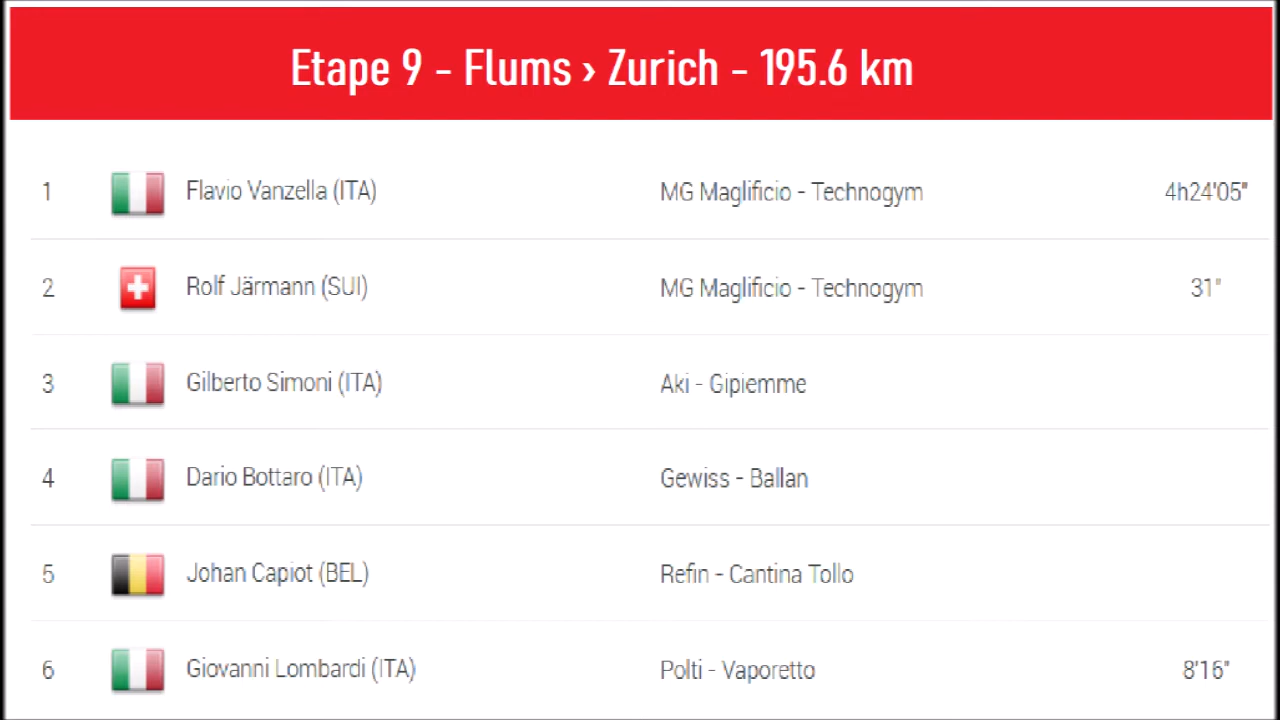 Etape 9 - Flums › Zurich - 195.6 km
1 Flavio Vanzella (ITA) MG Maglificio - Technogym 4h24'05"
2 Rolf Järmann (SUI) MG Maglificio - Technogym 31"
3 Gilberto Simoni (ITA) Aki - Gipiemme
4 Dario Bottaro (ITA) Gewiss - Ballan
5 Johan Capiot (BEL) Refin - Cantina Tollo
6 Giovanni Lombardi (ITA) Polti - Vaporetto 8'16"